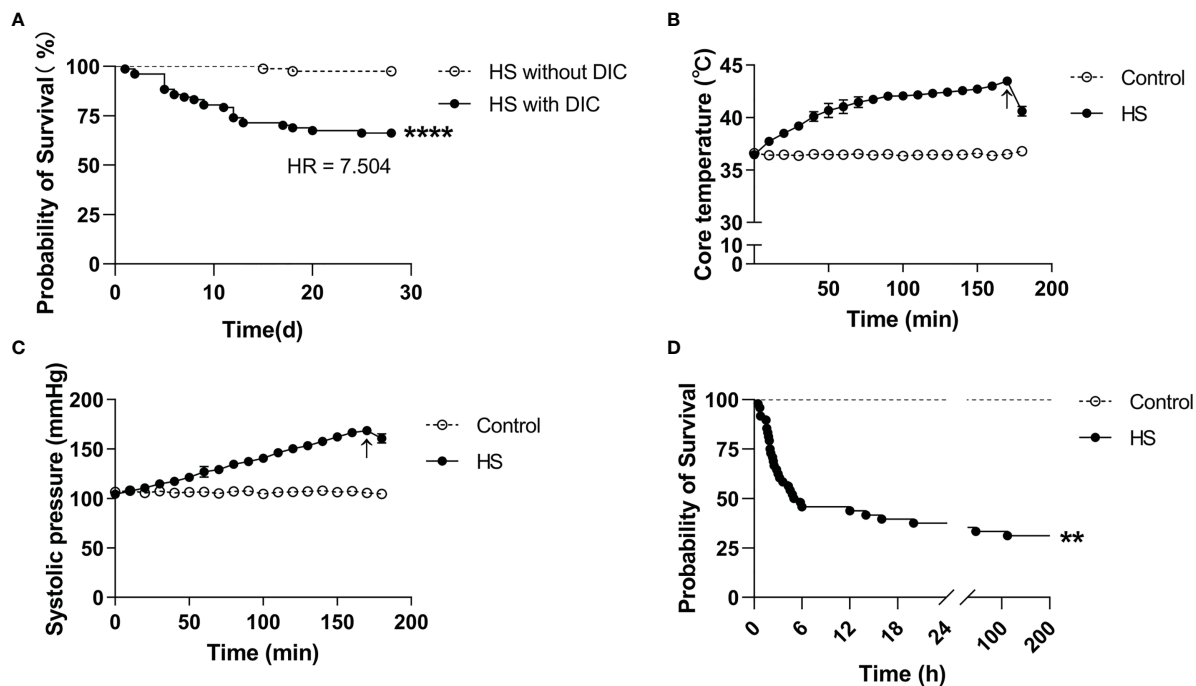 A
Probability of Survival ( %)
100
75
50
25
0
0
10
20
30
Time(d)
HS without DIC
HS with DIC
****
HR = 7.504
B
Core temperature (℃)
45
40
35
30
10
0
50
100
150
200
Time (min)
Control
HS
↑
C
Systolic pressure (mmHg)
200
150
100
50
0
0
50
100
150
200
Time (min)
Control
HS
↑
D
Probability of Survival
100
75
50
25
0
0
6
12
18
24
100
200
Time (h)
Control
HS
**